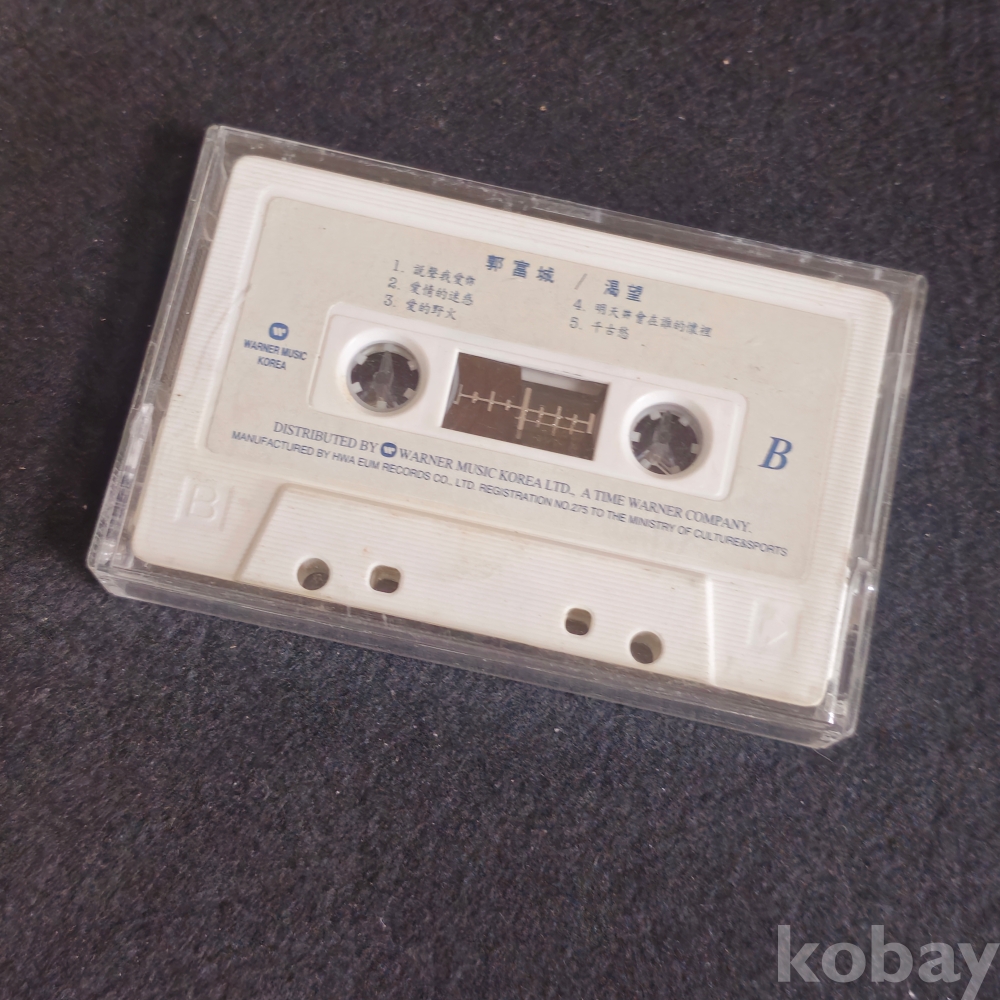 郭富城 / 渴望
1. 說聲我愛你
2. 愛情的迷惑
3. 愛的野火
4. 明天妳會在誰的懷裡
5. 千古愁
W
WARNER MUSIC
KOREA
B
DISTRIBUTED BY W WARNER MUSIC KOREA LTD., A TIME WARNER COMPANY.
MANUFACTURED BY HWA EUM RECORDS CO., LTD. REGISTRATION NO.275 TO THE MINISTRY OF CULTURE&SPORTS
B
kobay